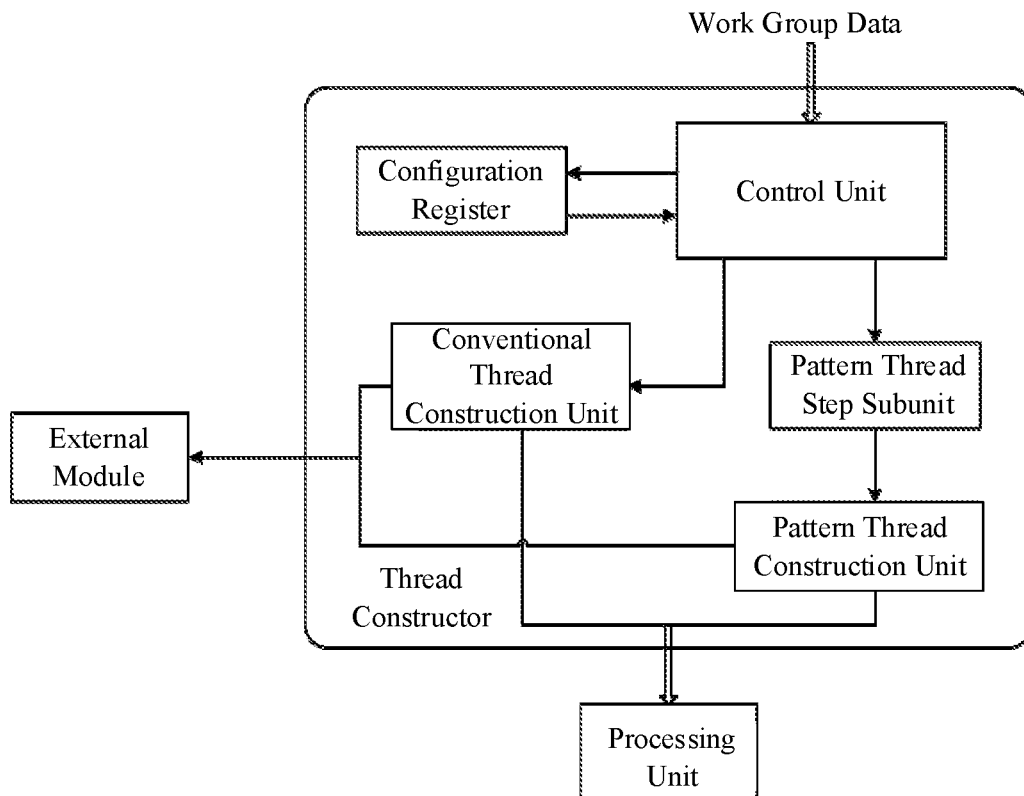 Work Group Data
Configuration
Register
Control Unit
Conventional
Thread
Construction Unit
Pattern Thread
Step Subunit
External
Module
Pattern Thread
Construction Unit
Thread
Constructor
Processing
Unit